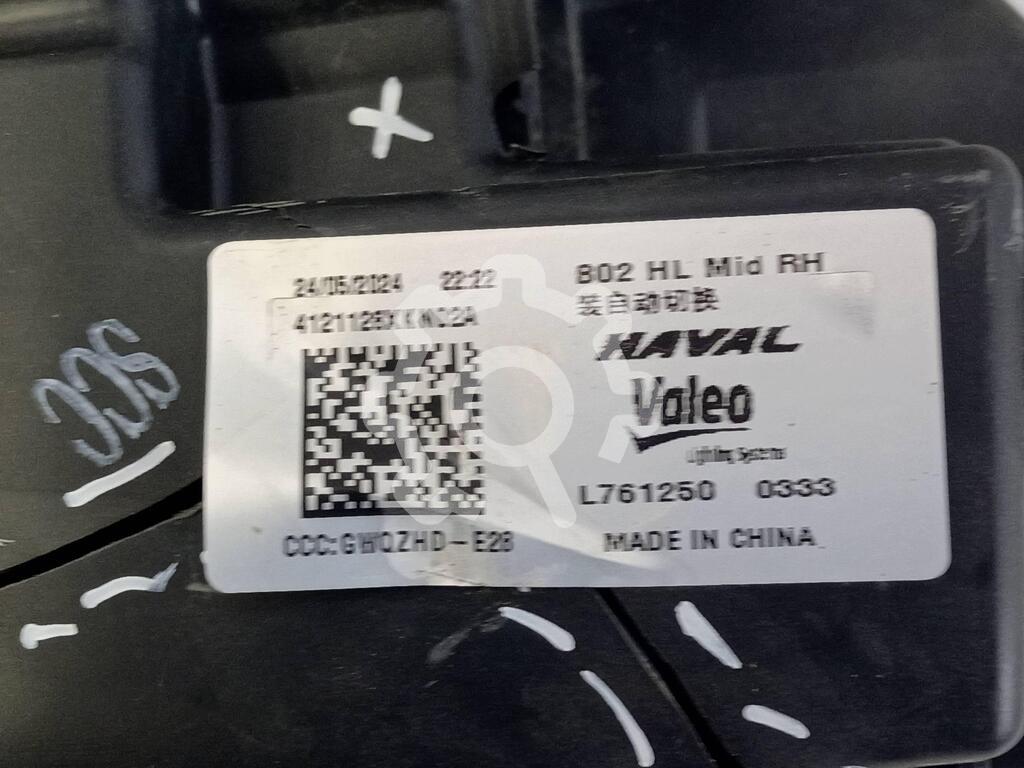 24/05/2024 22:22
4121126XKN02A
B02 HL Mid RH
装自动切换
HAVAL
Valeo
Lighting Systems
L761250 0333
CCC:GWQZHD-E28
MADE IN CHINA